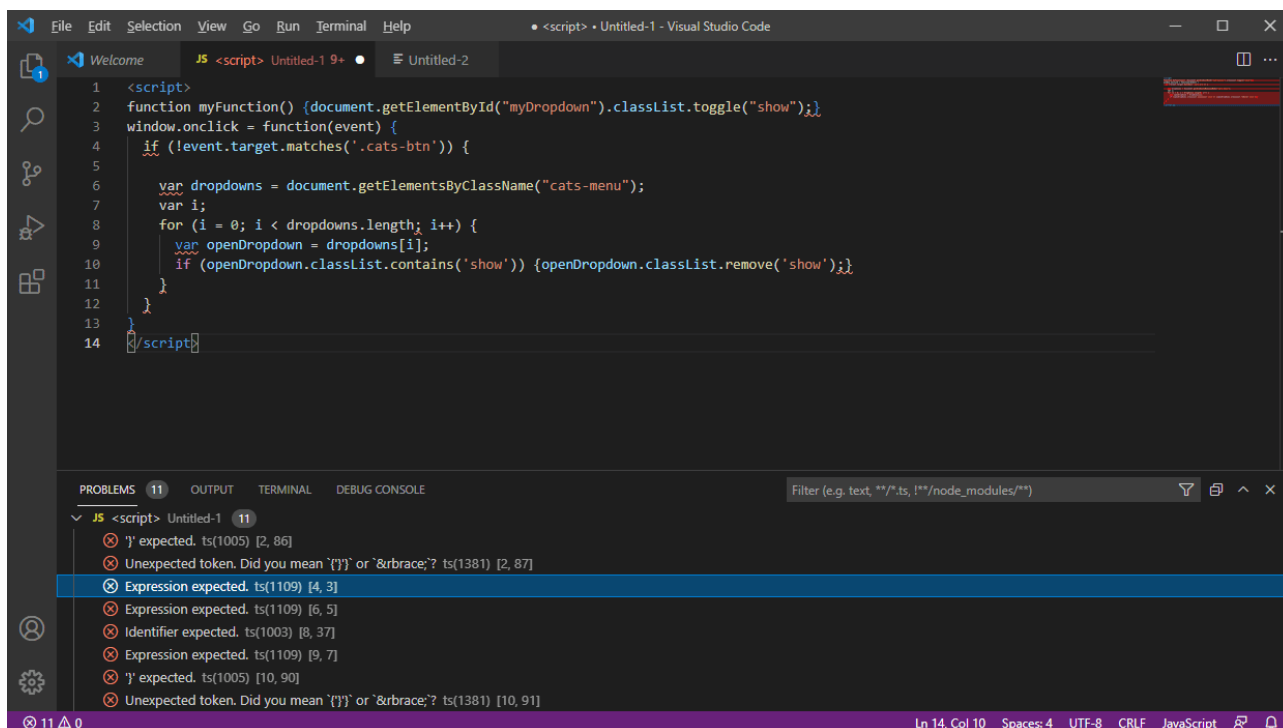 File Edit Selection View Go Run Terminal Help ● <script> • Untitled-1 - Visual Studio Code
Welcome JS <script> Untitled-1 9+ ● Untitled-2
1 <script>
2 function myFunction() {document.getElementById("myDropdown").classList.toggle("show");}
3 window.onclick = function(event) {
4 if (!event.target.matches('.cats-btn')) {
5
6 var dropdowns = document.getElementsByClassName("cats-menu");
7 var i;
8 for (i = 0; i < dropdowns.length; i++) {
9 var openDropdown = dropdowns[i];
10 if (openDropdown.classList.contains('show')) {openDropdown.classList.remove('show');}
11 }
12 }
13 }
14 </script>
PROBLEMS 11 OUTPUT TERMINAL DEBUG CONSOLE Filter (e.g. text, **/*.ts, !**/node_modules/**)
JS <script> Untitled-1 11
'}' expected. ts(1005) [2, 86]
Unexpected token. Did you mean `{'}'}` or `&rbrace;`? ts(1381) [2, 87]
Expression expected. ts(1109) [4, 3]
Expression expected. ts(1109) [6, 5]
Identifier expected. ts(1003) [8, 37]
Expression expected. ts(1109) [9, 7]
'}' expected. ts(1005) [10, 90]
Unexpected token. Did you mean `{'}'}` or `&rbrace;`? ts(1381) [10, 91]
1
11 0 Ln 14, Col 10 Spaces: 4 UTF-8 CRLF JavaScript